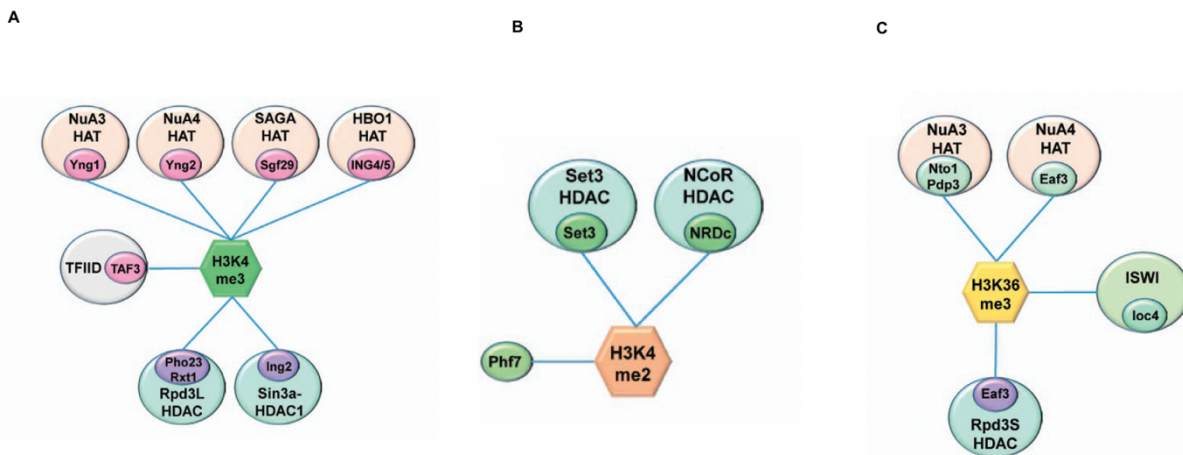 A
NuA3
HAT
Yng1
NuA4
HAT
Yng2
SAGA
HAT
Sgf29
HBO1
HAT
ING4/5
TFIID
TAF3
H3K4
me3
Pho23
Rxt1
Rpd3L
HDAC
Ing2
Sin3a-
HDAC1
B
Set3
HDAC
Set3
NCoR
HDAC
NRDc
Phf7
H3K4
me2
C
NuA3
HAT
Nto1
Pdp3
NuA4
HAT
Eaf3
H3K36
me3
ISWI
Ioc4
Eaf3
Rpd3S
HDAC